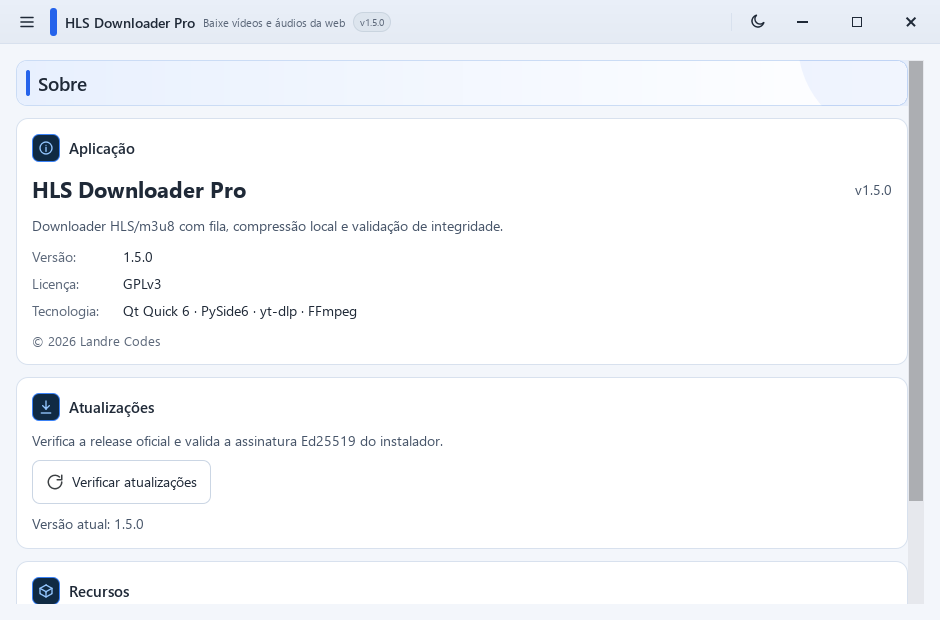 HLS Downloader Pro Baixe vídeos e áudios da web v1.5.0
Sobre
Aplicação
HLS Downloader Pro v1.5.0
Downloader HLS/m3u8 com fila, compressão local e validação de integridade.
Versão: 1.5.0
Licença: GPLv3
Tecnologia: Qt Quick 6 · PySide6 · yt-dlp · FFmpeg
© 2026 Landre Codes
Atualizações
Verifica a release oficial e valida a assinatura Ed25519 do instalador.
Verificar atualizações
Versão atual: 1.5.0
Recursos